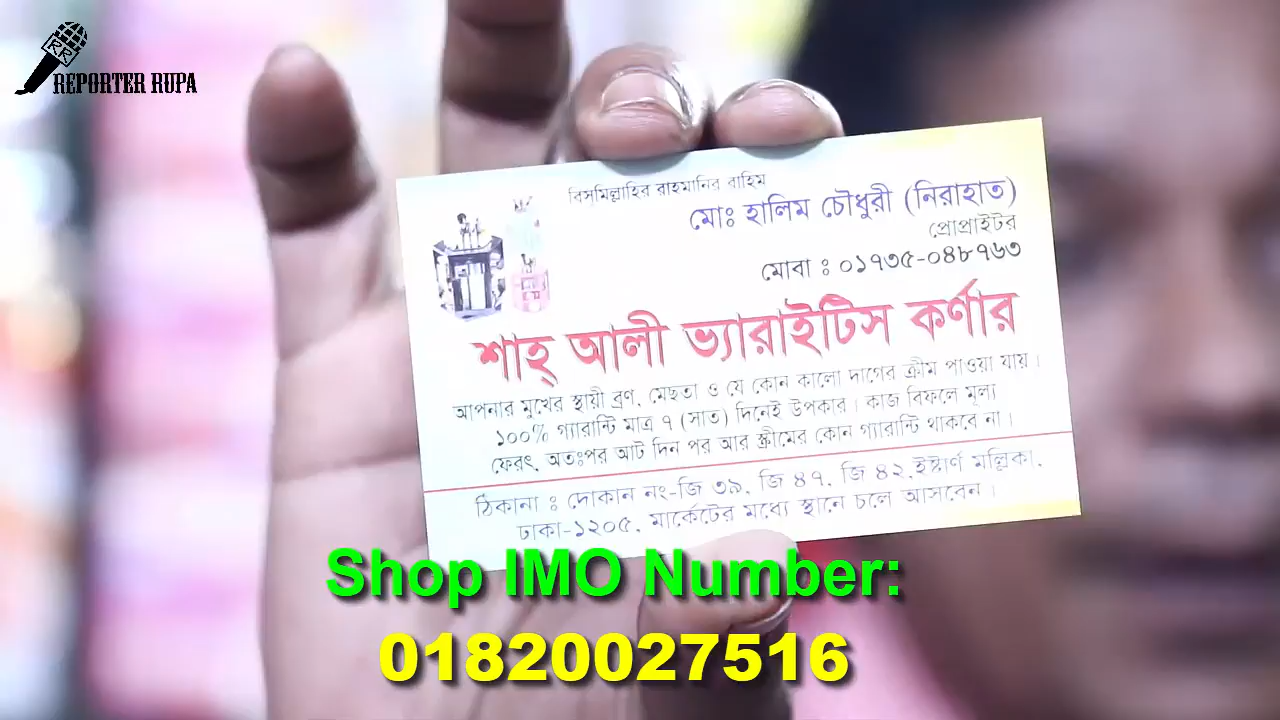 RR
REPORTER RUPA
বিসমিল্লাহির রাহমানির রাহিম
মোঃ হালিম চৌধুরী (নিরাহাত)
প্রোপ্রাইটর
মোবা : ০১৭৩৫-০৪৮৭৬৩
শাহ্ আলী ভ্যারাইটিস কর্ণার
আপনার মুখের স্থায়ী ব্রণ, মেছতা ও যে কোন কালো দাগের ক্রীম পাওয়া যায়।
১০০% গ্যারান্টি মাত্র ৭ (সাত) দিনেই উপকার। কাজ বিফলে মূল্য
ফেরৎ, অতঃপর আট দিন পর আর ক্রীমের কোন গ্যারান্টি থাকবে না।
ঠিকানা : দোকান নং-জি ৩৯, জি ৪৭, জি ৪২,ইষ্টার্ণ মল্লিকা,
ঢাকা-১২০৫, মার্কেটের মধ্যে স্থানে চলে আসবেন।
Shop IMO Number:
01820027516